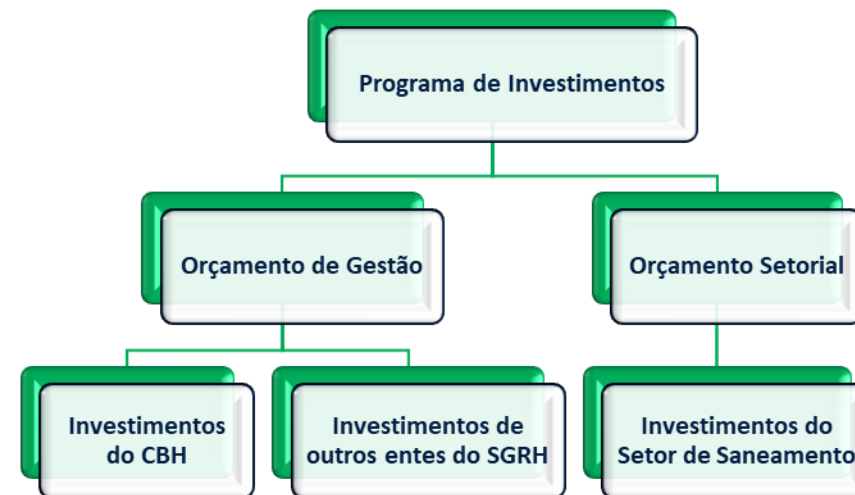 Programa de Investimentos
Orçamento de Gestão
Orçamento Setorial
Investimentos
do CBH
Investimentos de
outros entes do SGRH
Investimentos do
Setor de Saneamento